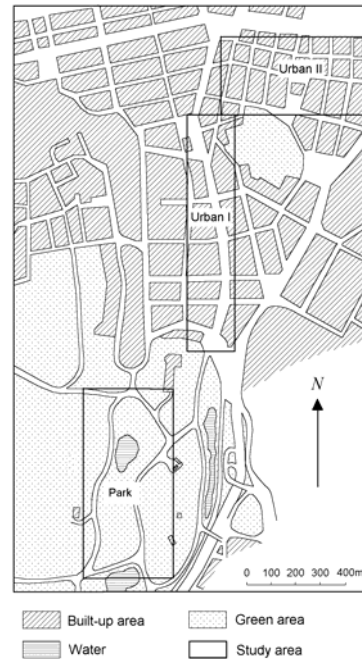 Urban II
Urban I
N
Park
0 100 200 300 400m
Built-up area
Green area
Water
Study area